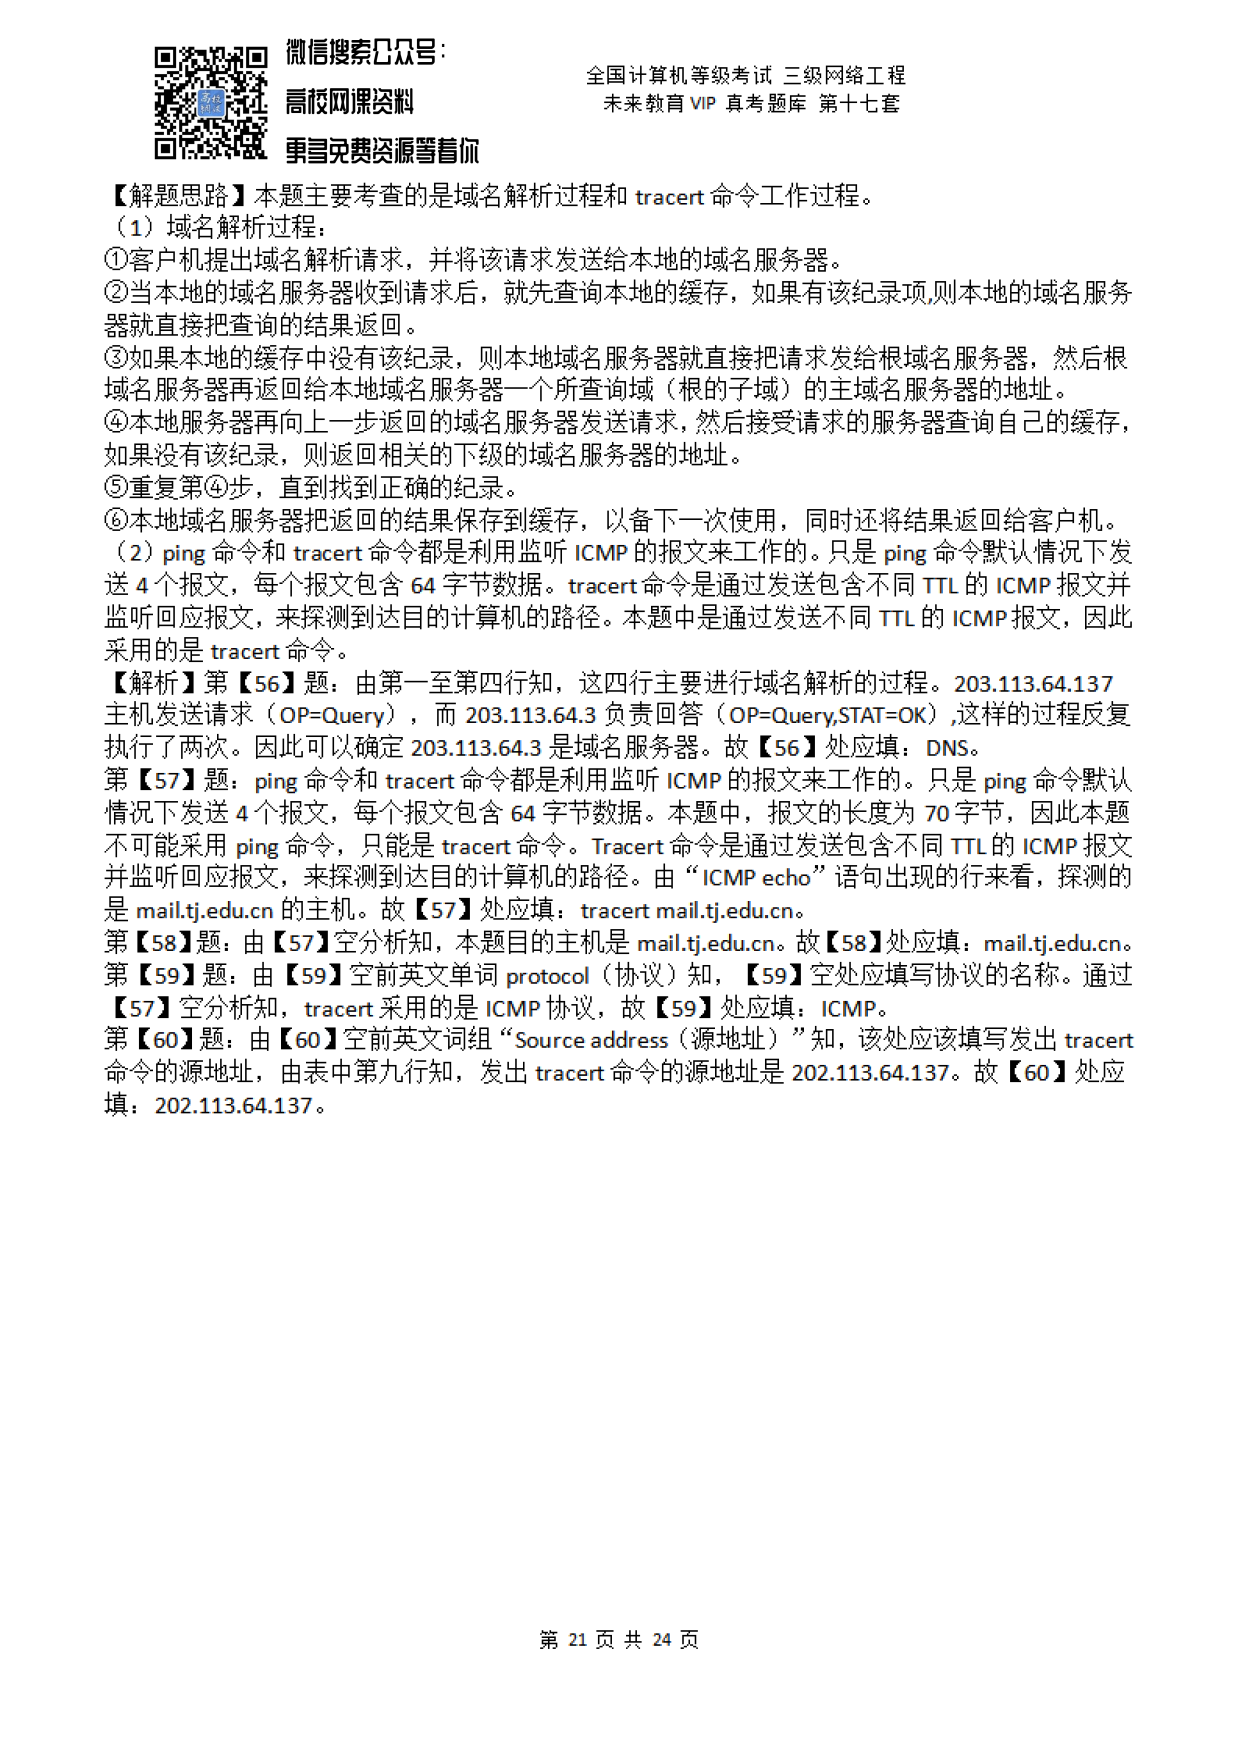 微信搜索公众号：
高校网课资料
更多免费资源等着你
全国计算机等级考试 三级网络工程
未来教育 VIP 真考题库 第十七套
【解题思路】本题主要考查的是域名解析过程和 tracert 命令工作过程。
（1）域名解析过程：
①客户机提出域名解析请求，并将该请求发送给本地的域名服务器。
②当本地的域名服务器收到请求后，就先查询本地的缓存，如果有该纪录项,则本地的域名服务
器就直接把查询的结果返回。
③如果本地的缓存中没有该纪录，则本地域名服务器就直接把请求发给根域名服务器，然后根
域名服务器再返回给本地域名服务器一个所查询域（根的子域）的主域名服务器的地址。
④本地服务器再向上一步返回的域名服务器发送请求，然后接受请求的服务器查询自己的缓存，
如果没有该纪录，则返回相关的下级的域名服务器的地址。
⑤重复第④步，直到找到正确的纪录。
⑥本地域名服务器把返回的结果保存到缓存，以备下一次使用，同时还将结果返回给客户机。
（2）ping 命令和 tracert 命令都是利用监听 ICMP 的报文来工作的。只是 ping 命令默认情况下发
送 4 个报文，每个报文包含 64 字节数据。tracert 命令是通过发送包含不同 TTL 的 ICMP 报文并
监听回应报文，来探测到达目的计算机的路径。本题中是通过发送不同 TTL 的 ICMP 报文，因此
采用的是 tracert 命令。
【解析】第【56】题：由第一至第四行知，这四行主要进行域名解析的过程。203.113.64.137
主机发送请求（OP=Query），而 203.113.64.3 负责回答（OP=Query,STAT=OK）,这样的过程反复
执行了两次。因此可以确定 203.113.64.3 是域名服务器。故【56】处应填：DNS。
第【57】题：ping 命令和 tracert 命令都是利用监听 ICMP 的报文来工作的。只是 ping 命令默认
情况下发送 4 个报文，每个报文包含 64 字节数据。本题中，报文的长度为 70 字节，因此本题
不可能采用 ping 命令，只能是 tracert 命令。Tracert 命令是通过发送包含不同 TTL 的 ICMP 报文
并监听回应报文，来探测到达目的计算机的路径。由“ICMP echo”语句出现的行来看，探测的
是 mail.tj.edu.cn 的主机。故【57】处应填：tracert mail.tj.edu.cn。
第【58】题：由【57】空分析知，本题目的主机是 mail.tj.edu.cn。故【58】处应填：mail.tj.edu.cn。
第【59】题：由【59】空前英文单词 protocol（协议）知，【59】空处应填写协议的名称。通过
【57】空分析知，tracert 采用的是 ICMP 协议，故【59】处应填：ICMP。
第【60】题：由【60】空前英文词组“Source address（源地址）”知，该处应该填写发出 tracert
命令的源地址，由表中第九行知，发出 tracert 命令的源地址是 202.113.64.137。故【60】处应
填：202.113.64.137。
第 21 页 共 24 页